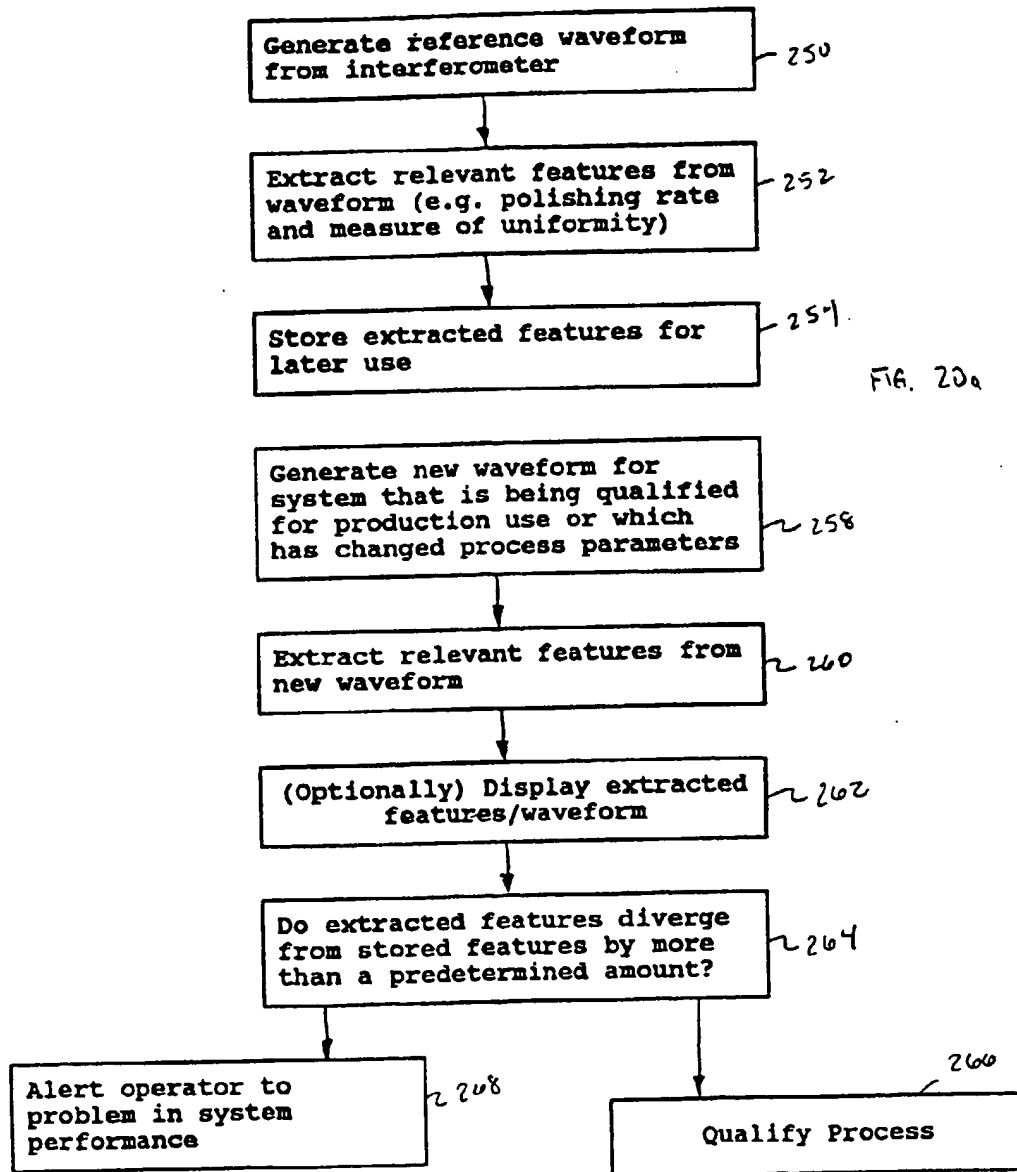 Generate reference waveform
from interferometer
250
Extract relevant features from
waveform (e.g. polishing rate
and measure of uniformity)
252
Store extracted features for
later use
254
FIG. 20a
Generate new waveform for
system that is being qualified
for production use or which
has changed process parameters
258
Extract relevant features from
new waveform
260
(Optionally) Display extracted
features/waveform
262
Do extracted features diverge
from stored features by more
than a predetermined amount?
264
Alert operator to
problem in system
performance
268
266
Qualify Process